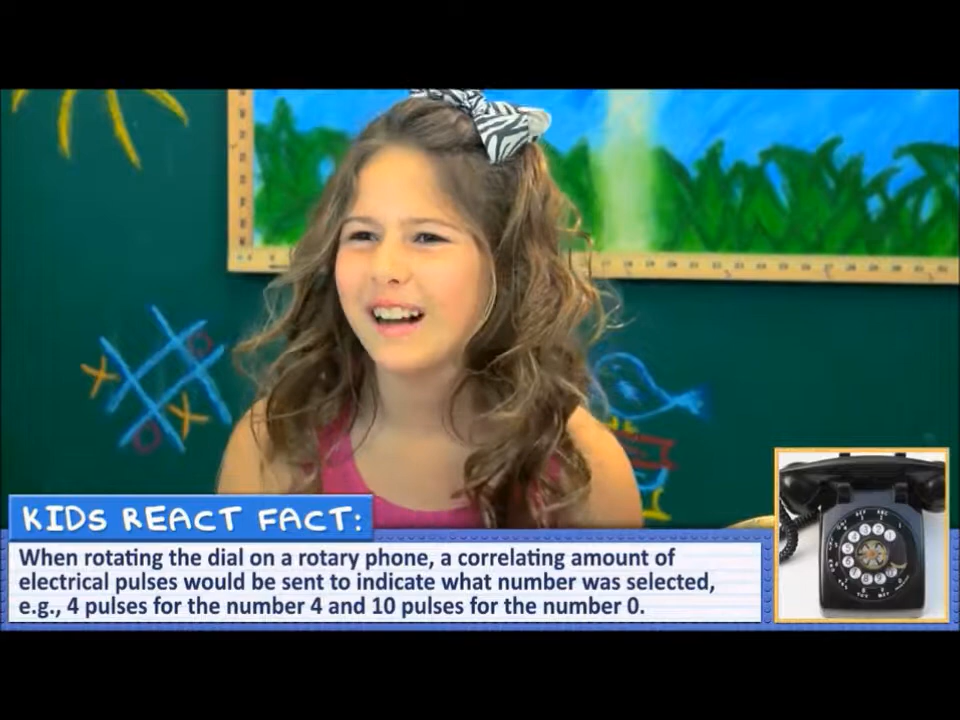 KIDS REACT FACT:
When rotating the dial on a rotary phone, a correlating amount of
electrical pulses would be sent to indicate what number was selected,
e.g., 4 pulses for the number 4 and 10 pulses for the number 0.